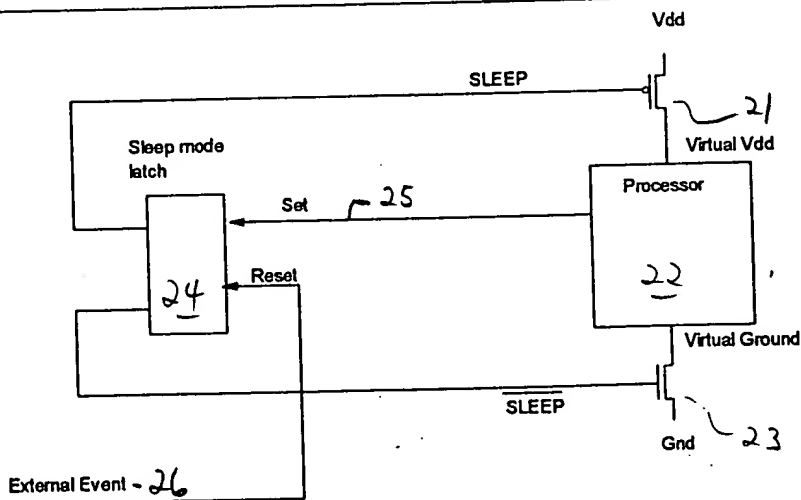 Vdd
SLEEP
21
Sleep mode
latch
Virtual Vdd
Processor
Set
25
24
Reset
22
Virtual Ground
SLEEP
Gnd
23
External Event - 26